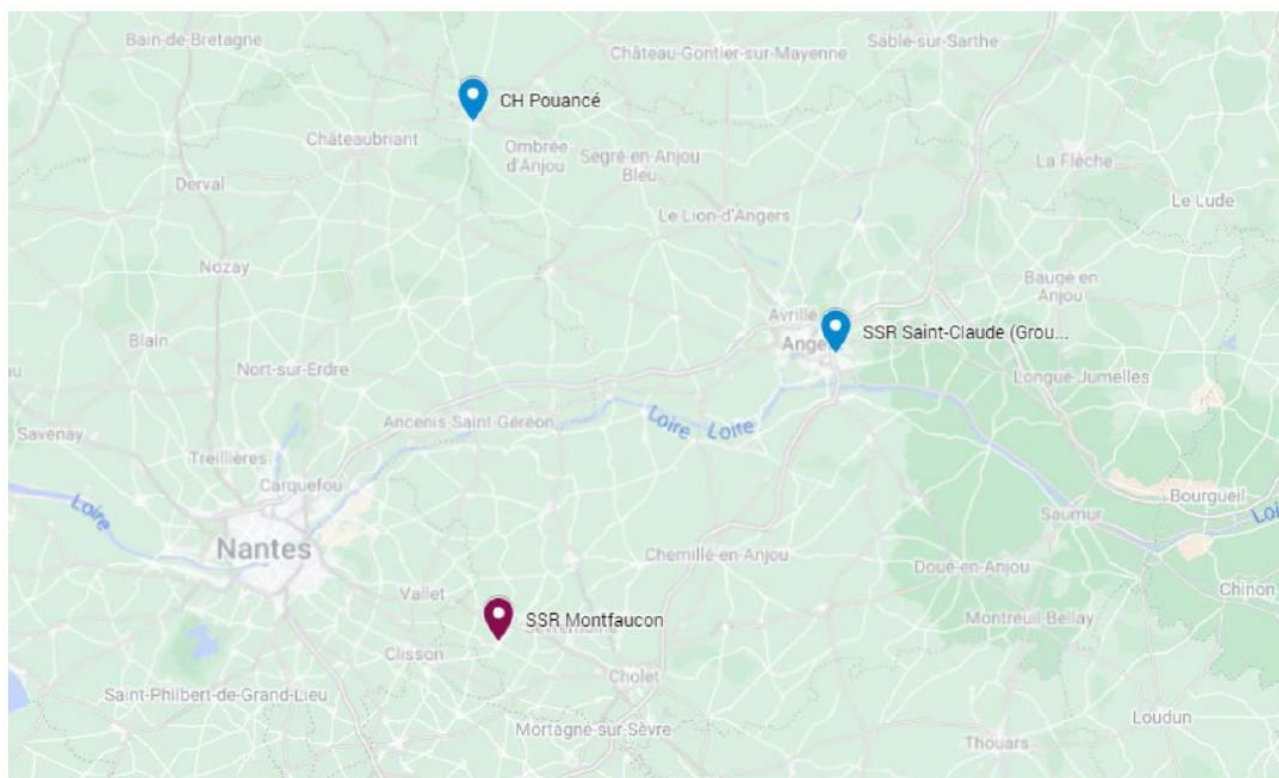 Bain-de-Bretagne
Château-Gontier-sur-Mayenne
Sablé-sur-Sarthe
CH Pouancé
Châteaubriant
Ombrée
d'Anjou
Segré-en-Anjou
Bleu
La Flèche
Derval
Le Lude
Le Lion-d'Angers
Nozay
Baugé en
Anjou
Avrillé
SSR Saint-Claude (Grou...
Blain
Nort-sur-Erdre
Longué-Jumelles
Ancenis-Saint-Géréon
Loire
Loire
Savenay
Treillières
Carquefou
Bourgueil
Loire
Saumur
Nantes
Chemillé-en-Anjou
Doué-en-Anjou
Chinon
Vallet
SSR Montfaucon
Montreuil-Bellay
Clisson
Cholet
Saint-Philbert-de-Grand-Lieu
Mortagne-sur-Sèvre
Loudun
Thouars